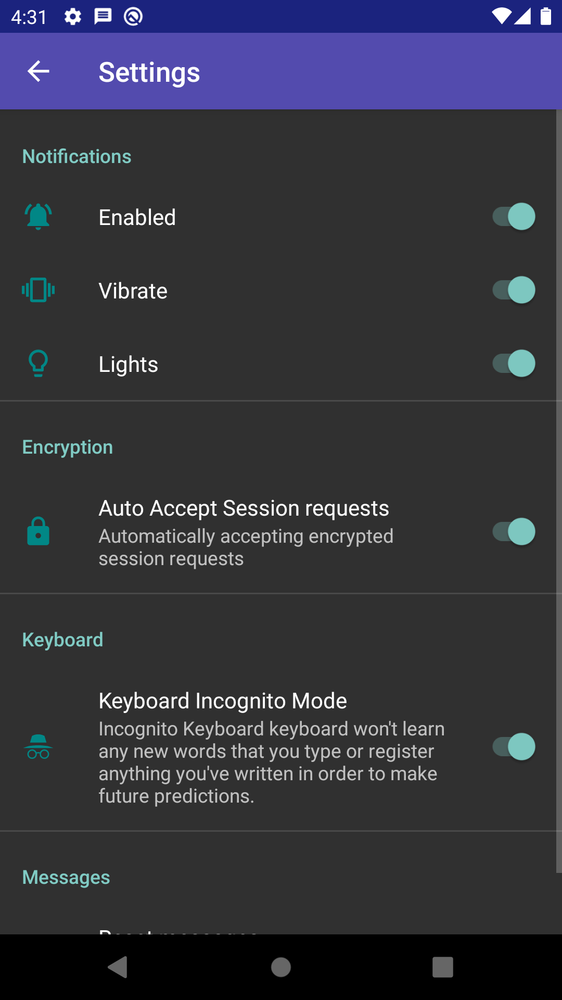 4:31
Settings
Notifications
Enabled
Vibrate
Lights
Encryption
Auto Accept Session requests
Automatically accepting encrypted
session requests
Keyboard
Keyboard Incognito Mode
Incognito Keyboard keyboard won't learn
any new words that you type or register
anything you've written in order to make
future predictions.
Messages
Reset messages